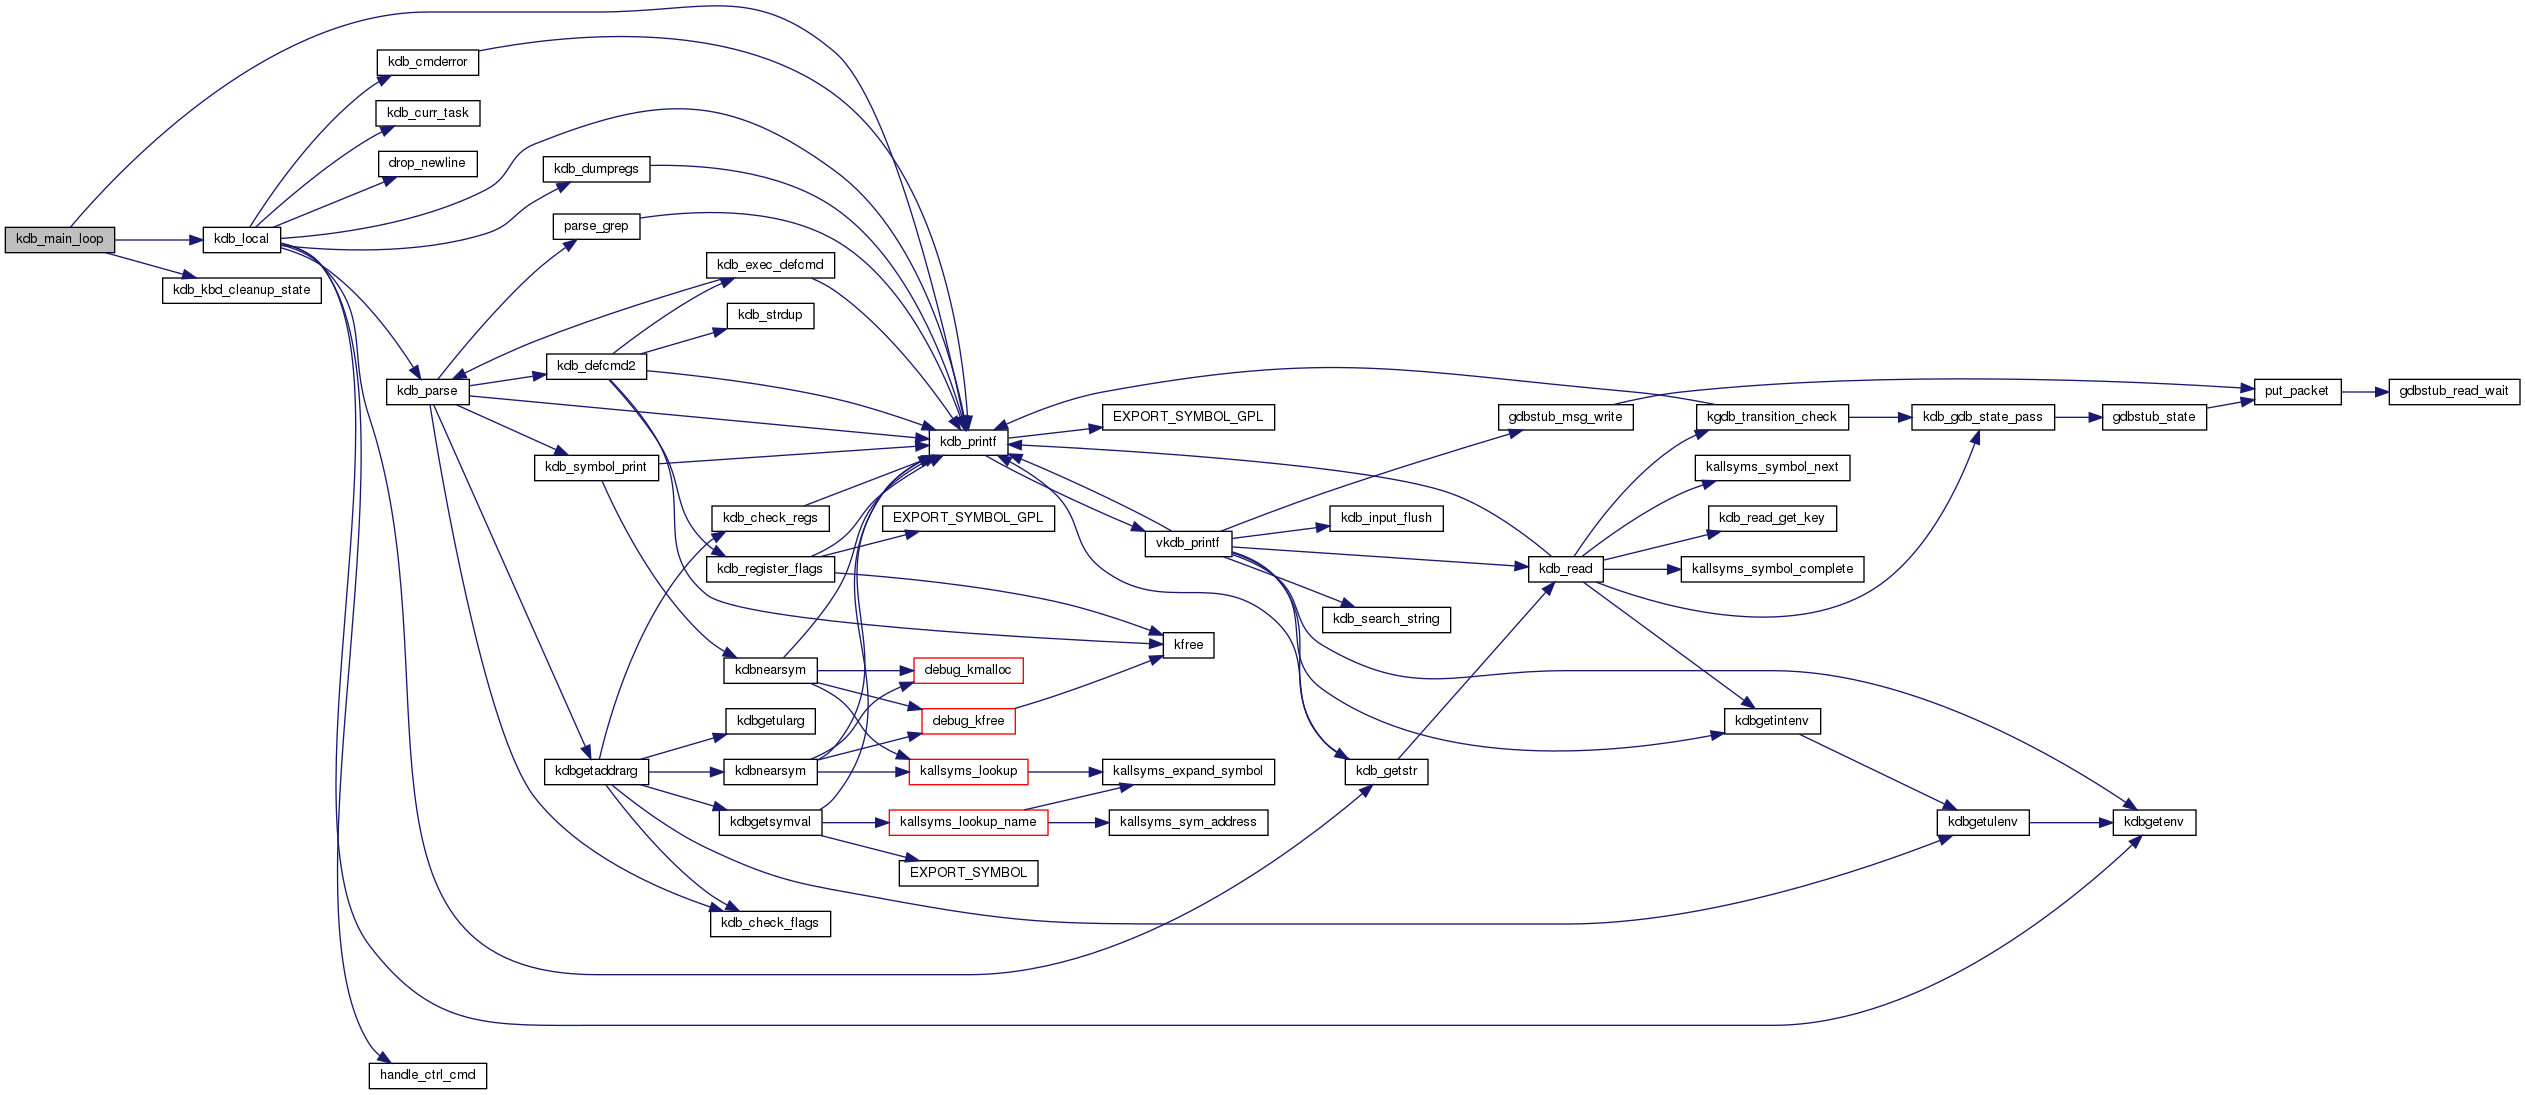 kdb_main_loop
kdb_local
kdb_kbd_cleanup_state
kdb_cmderror
kdb_curr_task
drop_newline
kdb_parse
handle_ctrl_cmd
kdb_dumpregs
parse_grep
kdb_defcmd2
kdb_symbol_print
kdbgetaddrarg
kdb_exec_defcmd
kdb_strdup
kdb_check_regs
kdb_register_flags
kdbnearsym
kdbgetularg
kdbnearsym
kdbgetsymval
kdb_check_flags
kdb_printf
EXPORT_SYMBOL_GPL
debug_kmalloc
debug_kfree
kallsyms_lookup
kallsyms_lookup_name
EXPORT_SYMBOL
EXPORT_SYMBOL_GPL
vkdb_printf
kfree
kallsyms_expand_symbol
kallsyms_sym_address
kdb_input_flush
kdb_search_string
kdb_getstr
gdbstub_msg_write
kdb_read
kgdb_transition_check
kallsyms_symbol_next
kdb_read_get_key
kallsyms_symbol_complete
kdbgetintenv
kdb_gdb_state_pass
kdbgetulenv
gdbstub_state
kdbgetenv
put_packet
gdbstub_read_wait